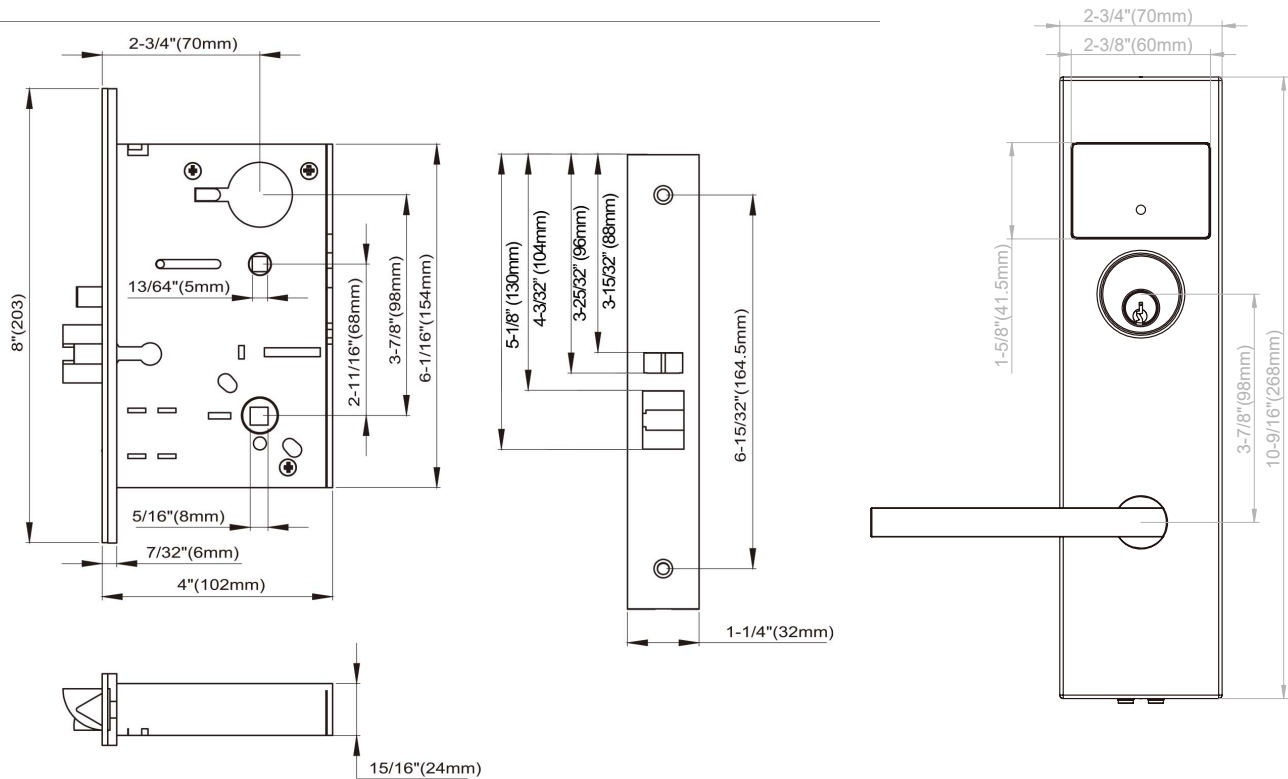 2-3/4"(70mm)
8"(203)
13/64"(5mm)
2-11/16"(68mm)
3-7/8"(98mm)
6-1/16"(154mm)
5/16"(8mm)
7/32"(6mm)
4"(102mm)
15/16"(24mm)
5-1/8" (130mm)
4-3/32" (104mm)
3-25/32" (96mm)
3-15/32" (88mm)
6-15/32"(164.5mm)
1-1/4"(32mm)
2-3/4"(70mm)
2-3/8"(60mm)
1-5/8"(41.5mm)
3-7/8"(98mm)
10-9/16"(268mm)